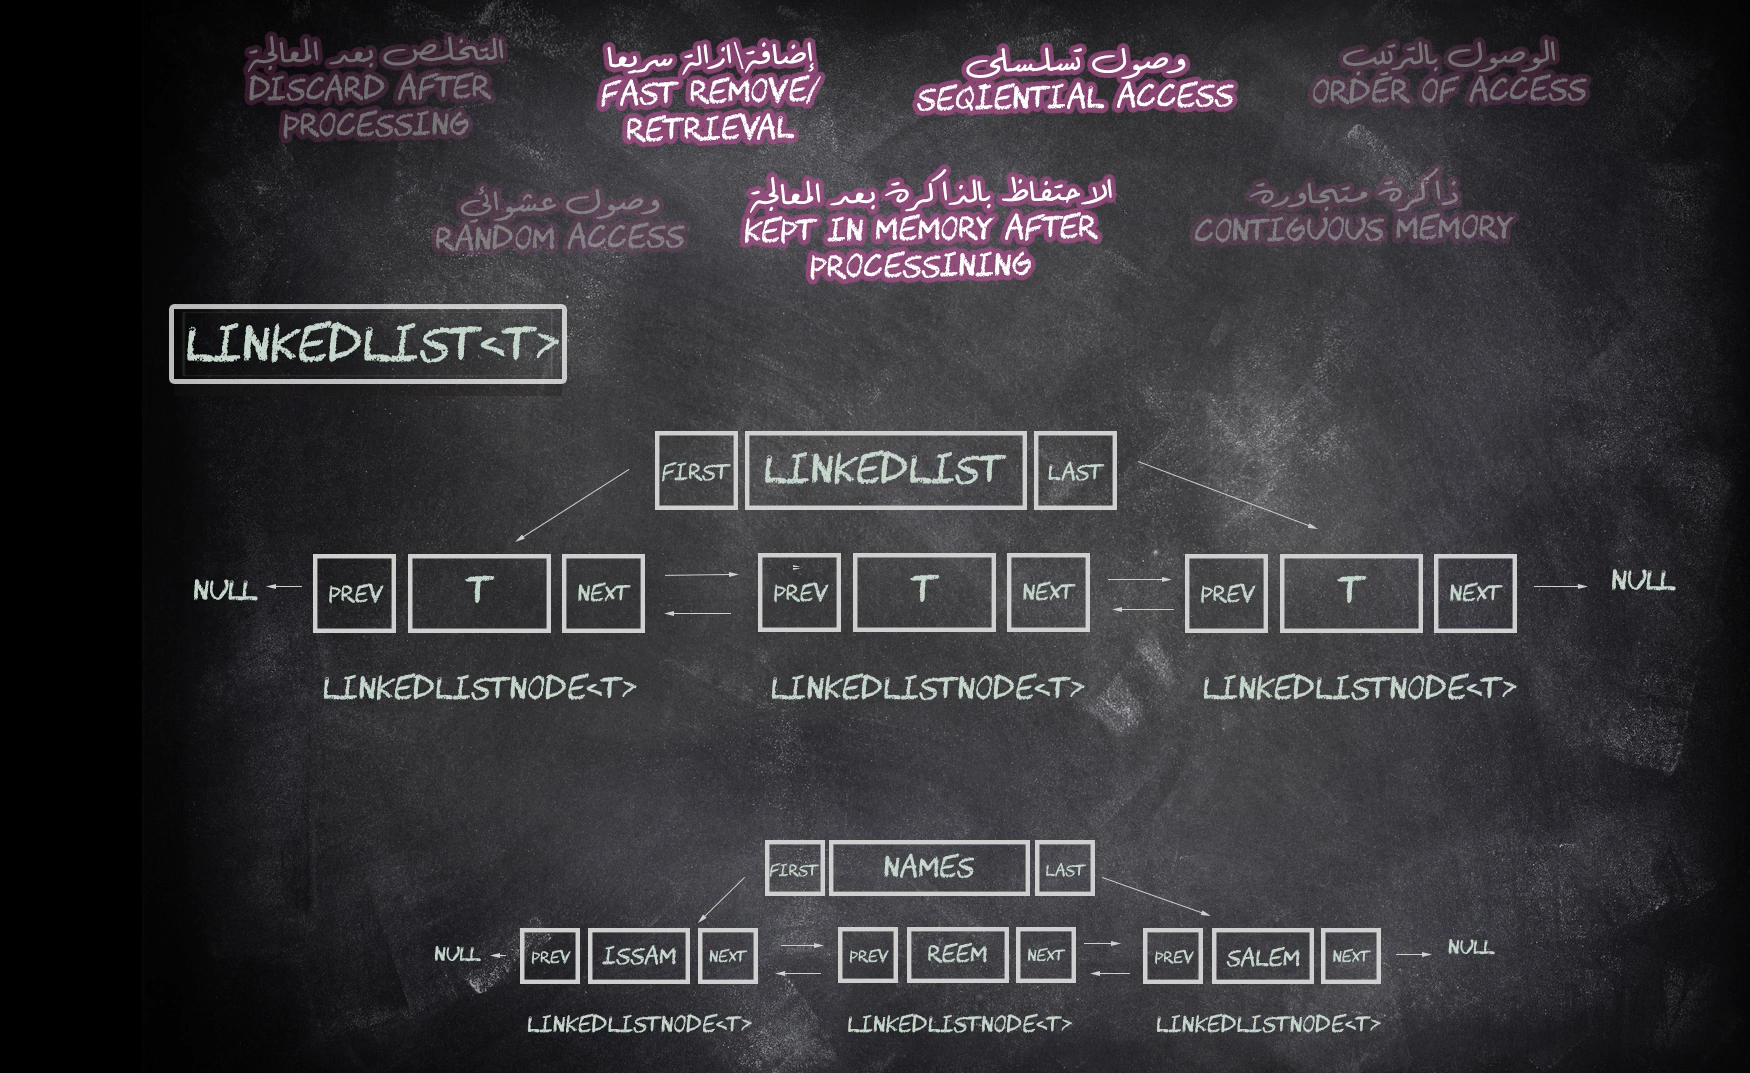 التخلص بعد المعالجة
DISCARD AFTER
PROCESSING
إضافة\ازالة سريعا
FAST REMOVE/
RETRIEVAL
وصول تسلسلي
SEQIENTIAL ACCESS
الوصول بالترتيب
ORDER OF ACCESS
وصول عشوائي
RANDOM ACCESS
الاحتفاظ بالذاكرة بعد المعالجة
KEPT IN MEMORY AFTER
PROCESSINING
ذاكرة متجاورة
CONTIGUOUS MEMORY
LINKEDLIST<T>
FIRST LINKEDLIST LAST
NULL PREV T NEXT PREV T NEXT PREV T NEXT NULL
LINKEDLISTNODE<T> LINKEDLISTNODE<T> LINKEDLISTNODE<T>
FIRST NAMES LAST
NULL PREV ISSAM NEXT PREV REEM NEXT PREV SALEM NEXT NULL
LINKEDLISTNODE<T> LINKEDLISTNODE<T> LINKEDLISTNODE<T>